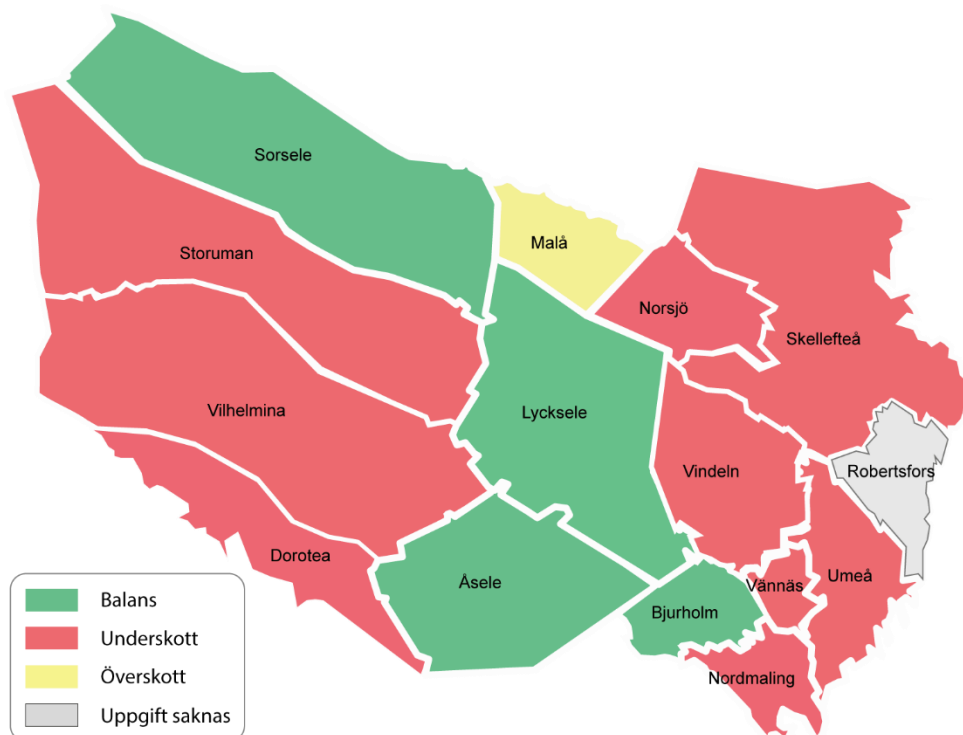 Sorsele
Malå
Storuman
Norsjö
Skellefteå
Vilhelmina
Lycksele
Vindeln
Robertsfors
Dorotea
Åsele
Bjurholm
Vännäs
Umeå
Nordmaling
Balans
Underskott
Överskott
Uppgift saknas